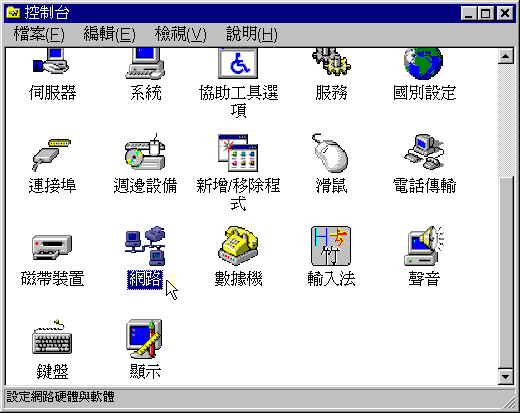 控制台
檔案(F) 編輯(E) 檢視(V) 說明(H)
伺服器 系統 協助工具選項 服務 國別設定
連接埠 週邊設備 新增/移除程式 滑鼠 電話傳輸
磁帶裝置 網路 數據機 輸入法 聲音
鍵盤 顯示
設定網路硬體與軟體